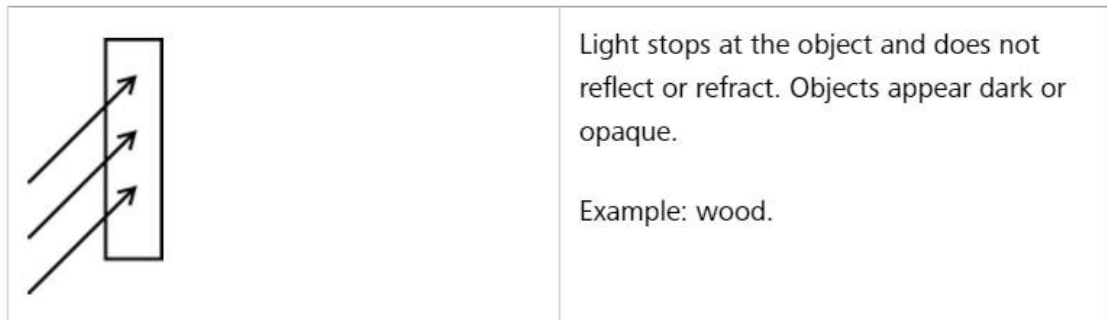 Light stops at the object and does not
reflect or refract. Objects appear dark or
opaque.
Example: wood.